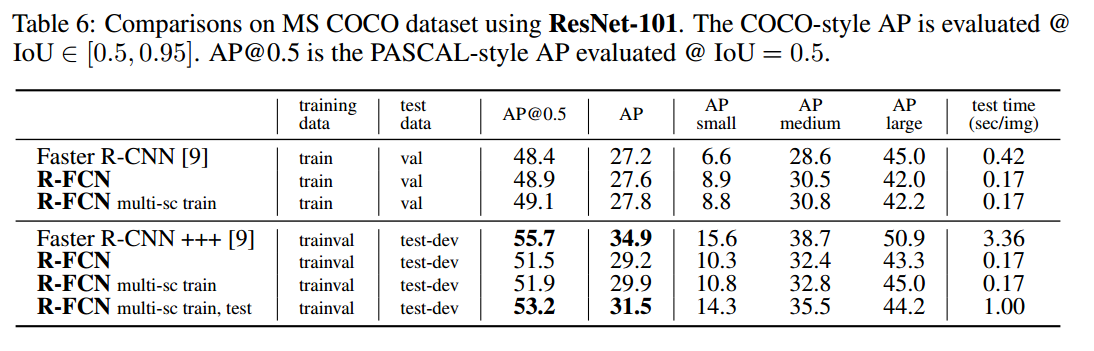 Table 6: Comparisons on MS COCO dataset using ResNet-101. The COCO-style AP is evaluated @
IoU ∈ [0.5, 0.95]. AP@0.5 is the PASCAL-style AP evaluated @ IoU = 0.5.
training data | test data | AP@0.5 | AP | AP small | AP medium | AP large | test time (sec/img)
Faster R-CNN [9] | train | val | 48.4 | 27.2 | 6.6 | 28.6 | 45.0 | 0.42
R-FCN | train | val | 48.9 | 27.6 | 8.9 | 30.5 | 42.0 | 0.17
R-FCN multi-sc train | train | val | 49.1 | 27.8 | 8.8 | 30.8 | 42.2 | 0.17
Faster R-CNN +++ [9] | trainval | test-dev | 55.7 | 34.9 | 15.6 | 38.7 | 50.9 | 3.36
R-FCN | trainval | test-dev | 51.5 | 29.2 | 10.3 | 32.4 | 43.3 | 0.17
R-FCN multi-sc train | trainval | test-dev | 51.9 | 29.9 | 10.8 | 32.8 | 45.0 | 0.17
R-FCN multi-sc train, test | trainval | test-dev | 53.2 | 31.5 | 14.3 | 35.5 | 44.2 | 1.00